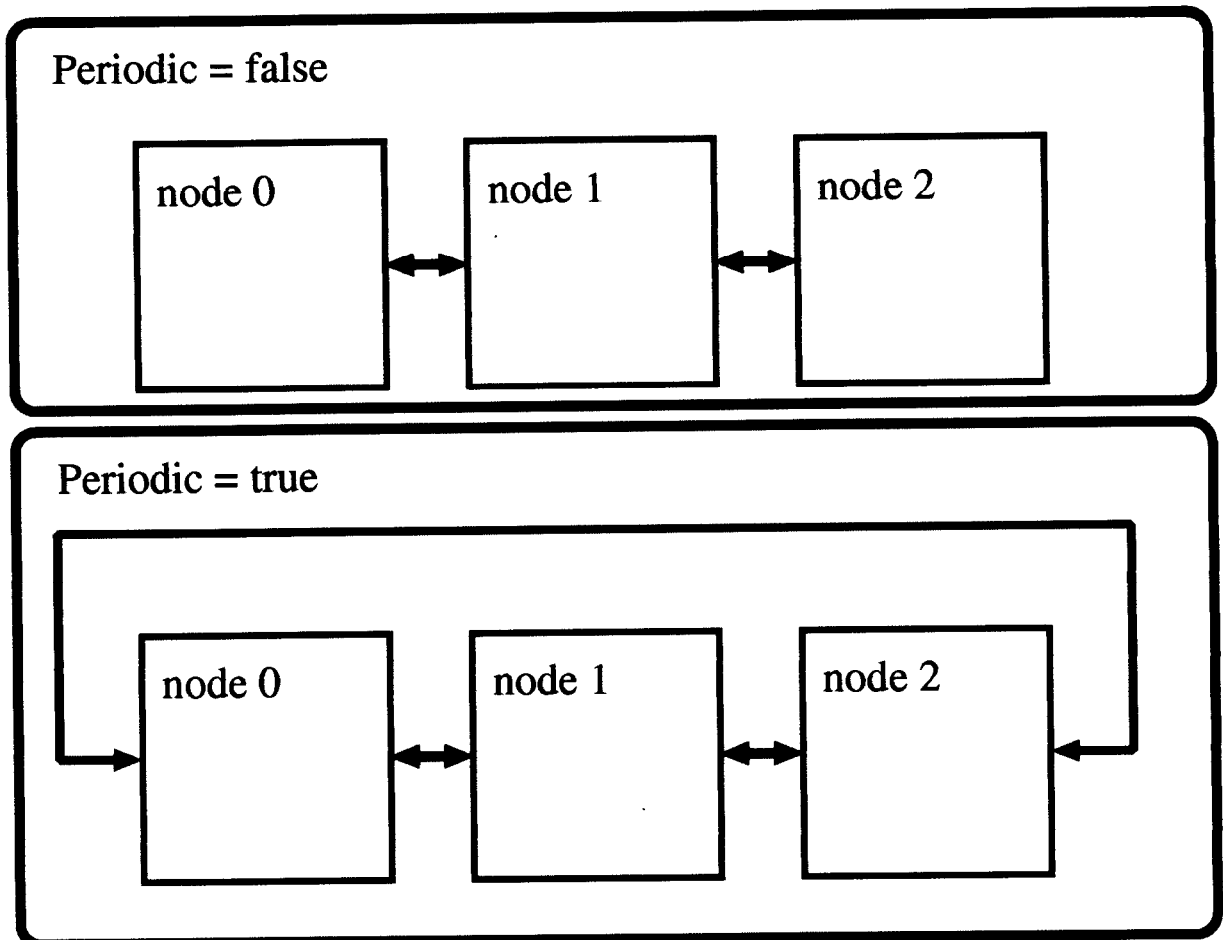 Periodic = false
node 0
node 1
node 2
Periodic = true
node 0
node 1
node 2